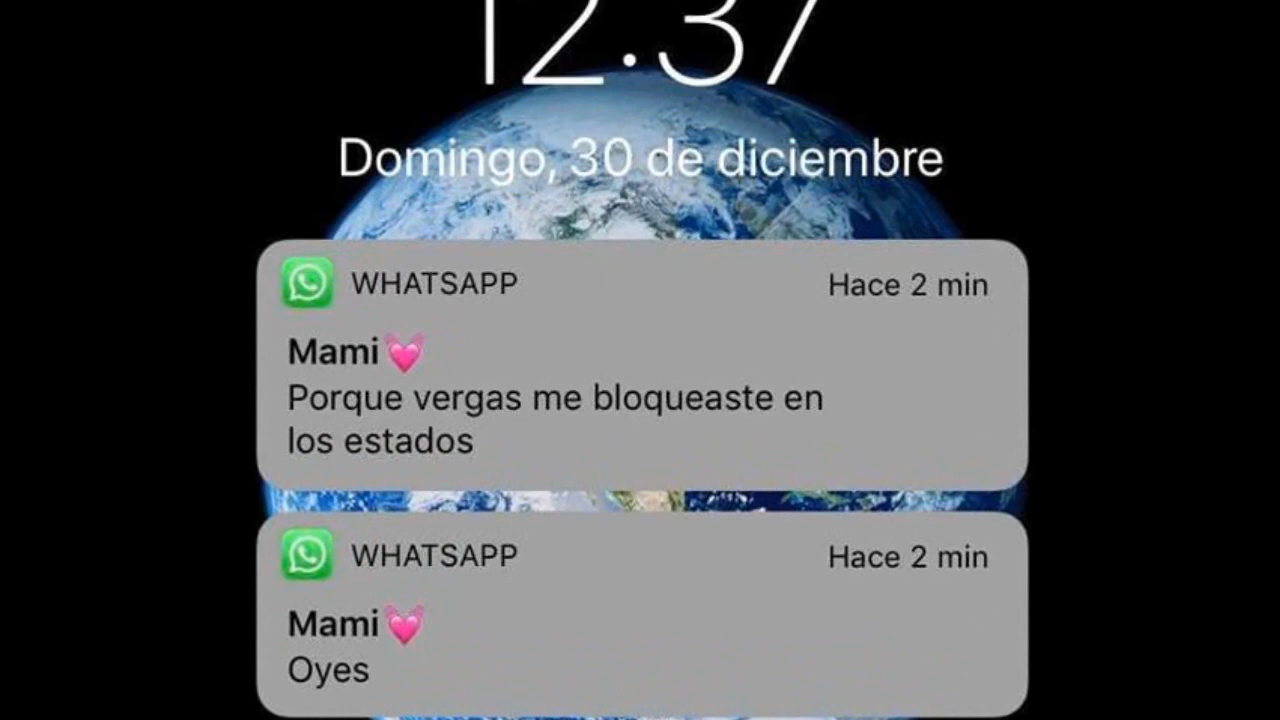 12:37
Domingo, 30 de diciembre
WHATSAPP Hace 2 min
Mami
Porque vergas me bloqueaste en
los estados
WHATSAPP Hace 2 min
Mami
Oyes